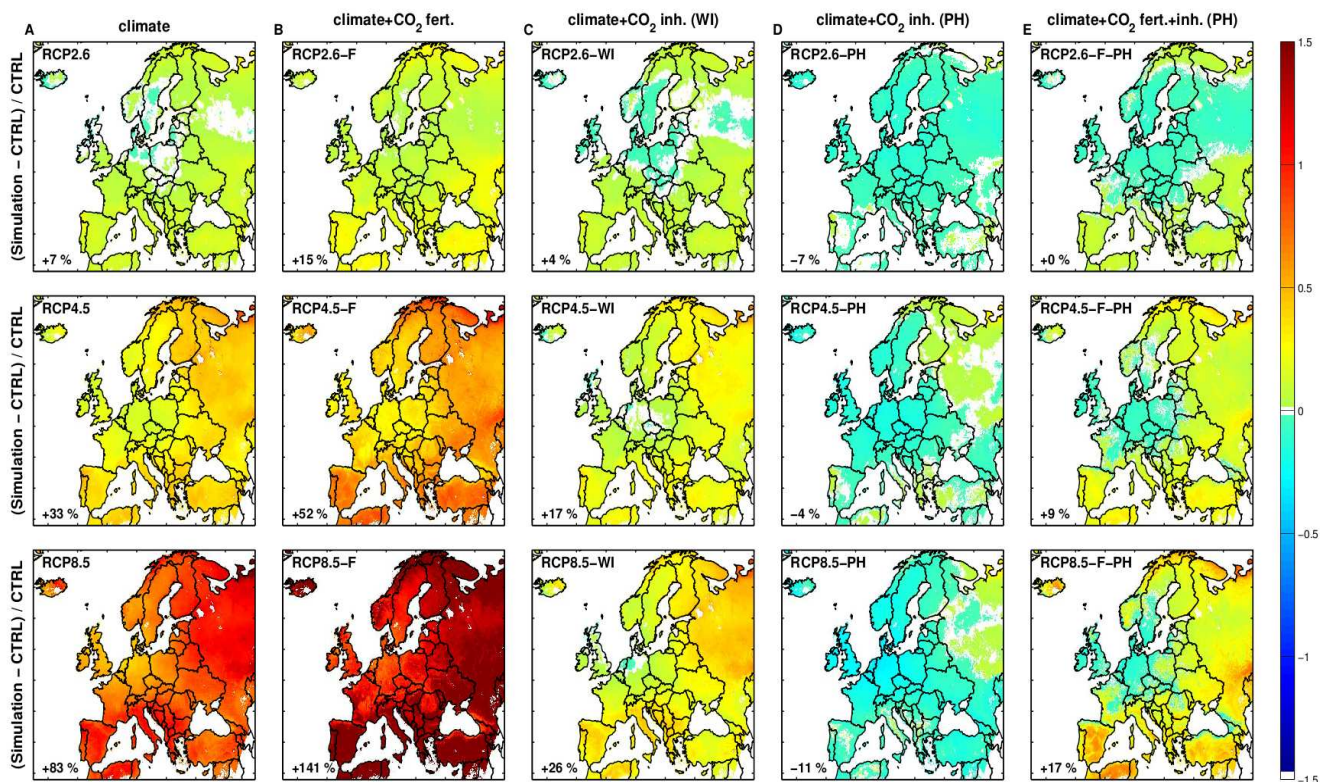 A climate
B climate+CO2 fert.
C climate+CO2 inh. (WI)
D climate+CO2 inh. (PH)
E climate+CO2 fert.+inh. (PH)
(Simulation − CTRL) / CTRL
RCP2.6
+7 %
RCP2.6−F
+15 %
RCP2.6−WI
+4 %
RCP2.6−PH
−7 %
RCP2.6−F−PH
+0 %
(Simulation − CTRL) / CTRL
RCP4.5
+33 %
RCP4.5−F
+52 %
RCP4.5−WI
+17 %
RCP4.5−PH
−4 %
RCP4.5−F−PH
+9 %
(Simulation − CTRL) / CTRL
RCP8.5
+83 %
RCP8.5−F
+141 %
RCP8.5−WI
+26 %
RCP8.5−PH
−11 %
RCP8.5−F−PH
+17 %
1.5
1
0.5
0
−0.5
−1
−1.5